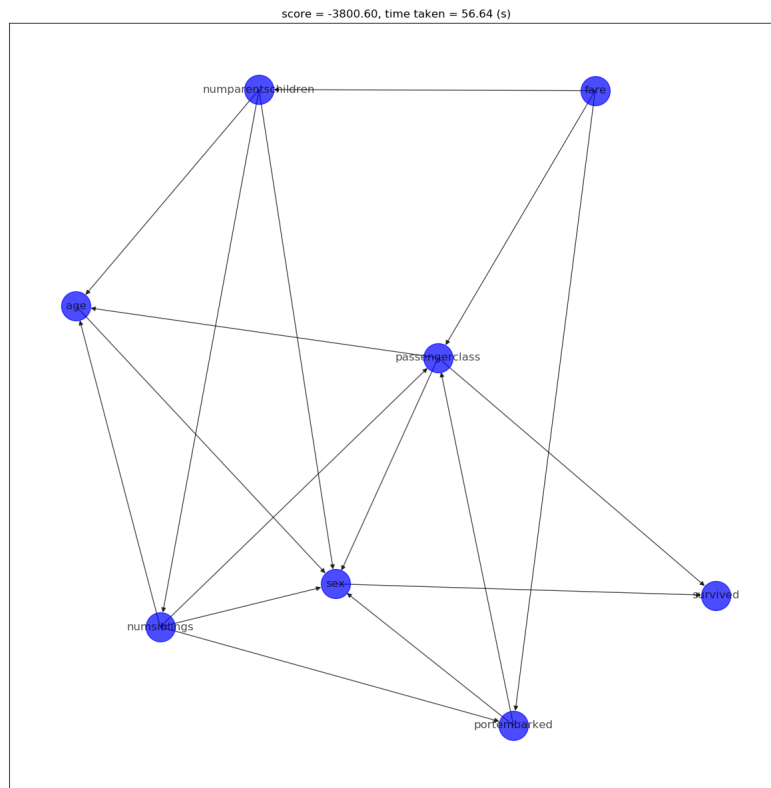 score = -3800.60, time taken = 56.64 (s)
numparentschildren
fare
age
passengerclass
sex
survived
numsiblings
portembarked